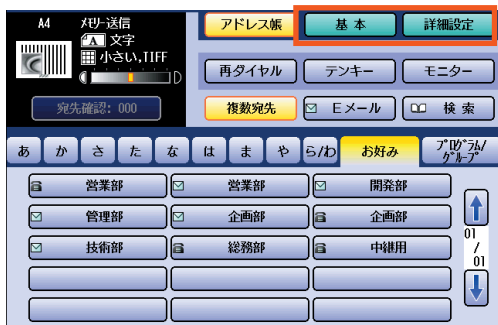 A4 ﾒﾓﾘｰ送信
A 文字
小さい,TIFF
D
宛先確認: 000
アドレス帳 基 本 詳細設定
再ダイヤル テンキー モニター
複数宛先 Eメール 検 索
あ か さ た な は ま や ら/わ お好み ﾌﾟﾛｸﾞﾗﾑ/
ｸﾞﾙｰﾌﾟ
営業部 営業部 開発部
管理部 企画部 企画部
技術部 総務部 中継用
01
/
01